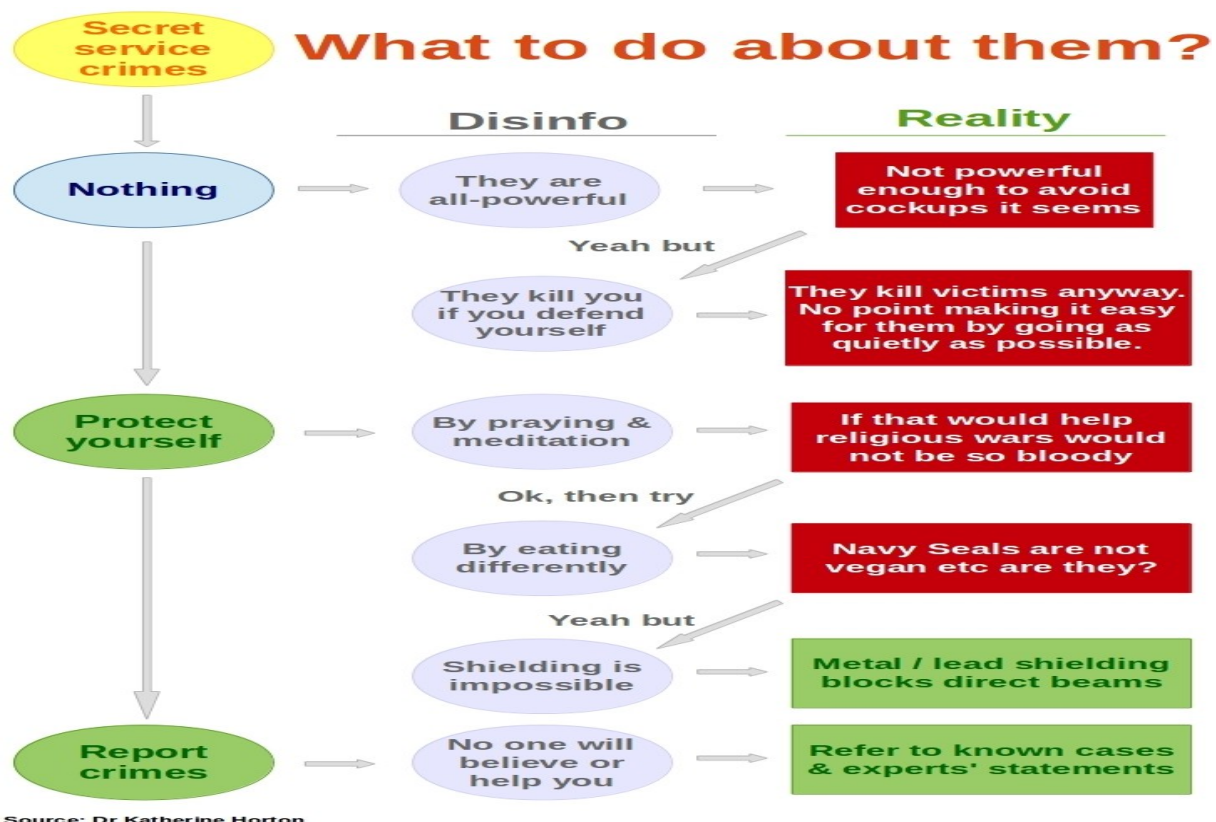 Secret
service
crimes
What to do about them?
Disinfo
Reality
Nothing
They are
all-powerful
Not powerful
enough to avoid
cockups it seems
Yeah but
They kill you
if you defend
yourself
They kill victims anyway.
No point making it easy
for them by going as
quietly as possible.
Protect
yourself
By praying &
meditation
If that would help
religious wars would
not be so bloody
Ok, then try
By eating
differently
Navy Seals are not
vegan etc are they?
Yeah but
Shielding is
impossible
Metal / lead shielding
blocks direct beams
Report
crimes
No one will
believe or
help you
Refer to known cases
& experts' statements
Source: Dr Katherine Horton